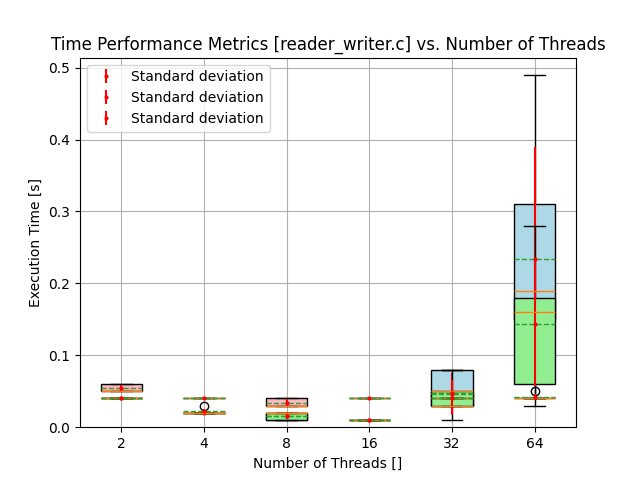 Time Performance Metrics [reader_writer.c] vs. Number of Threads
Standard deviation
Standard deviation
Standard deviation
Execution Time [s]
0.5
0.4
0.3
0.2
0.1
0.0
2 4 8 16 32 64
Number of Threads []